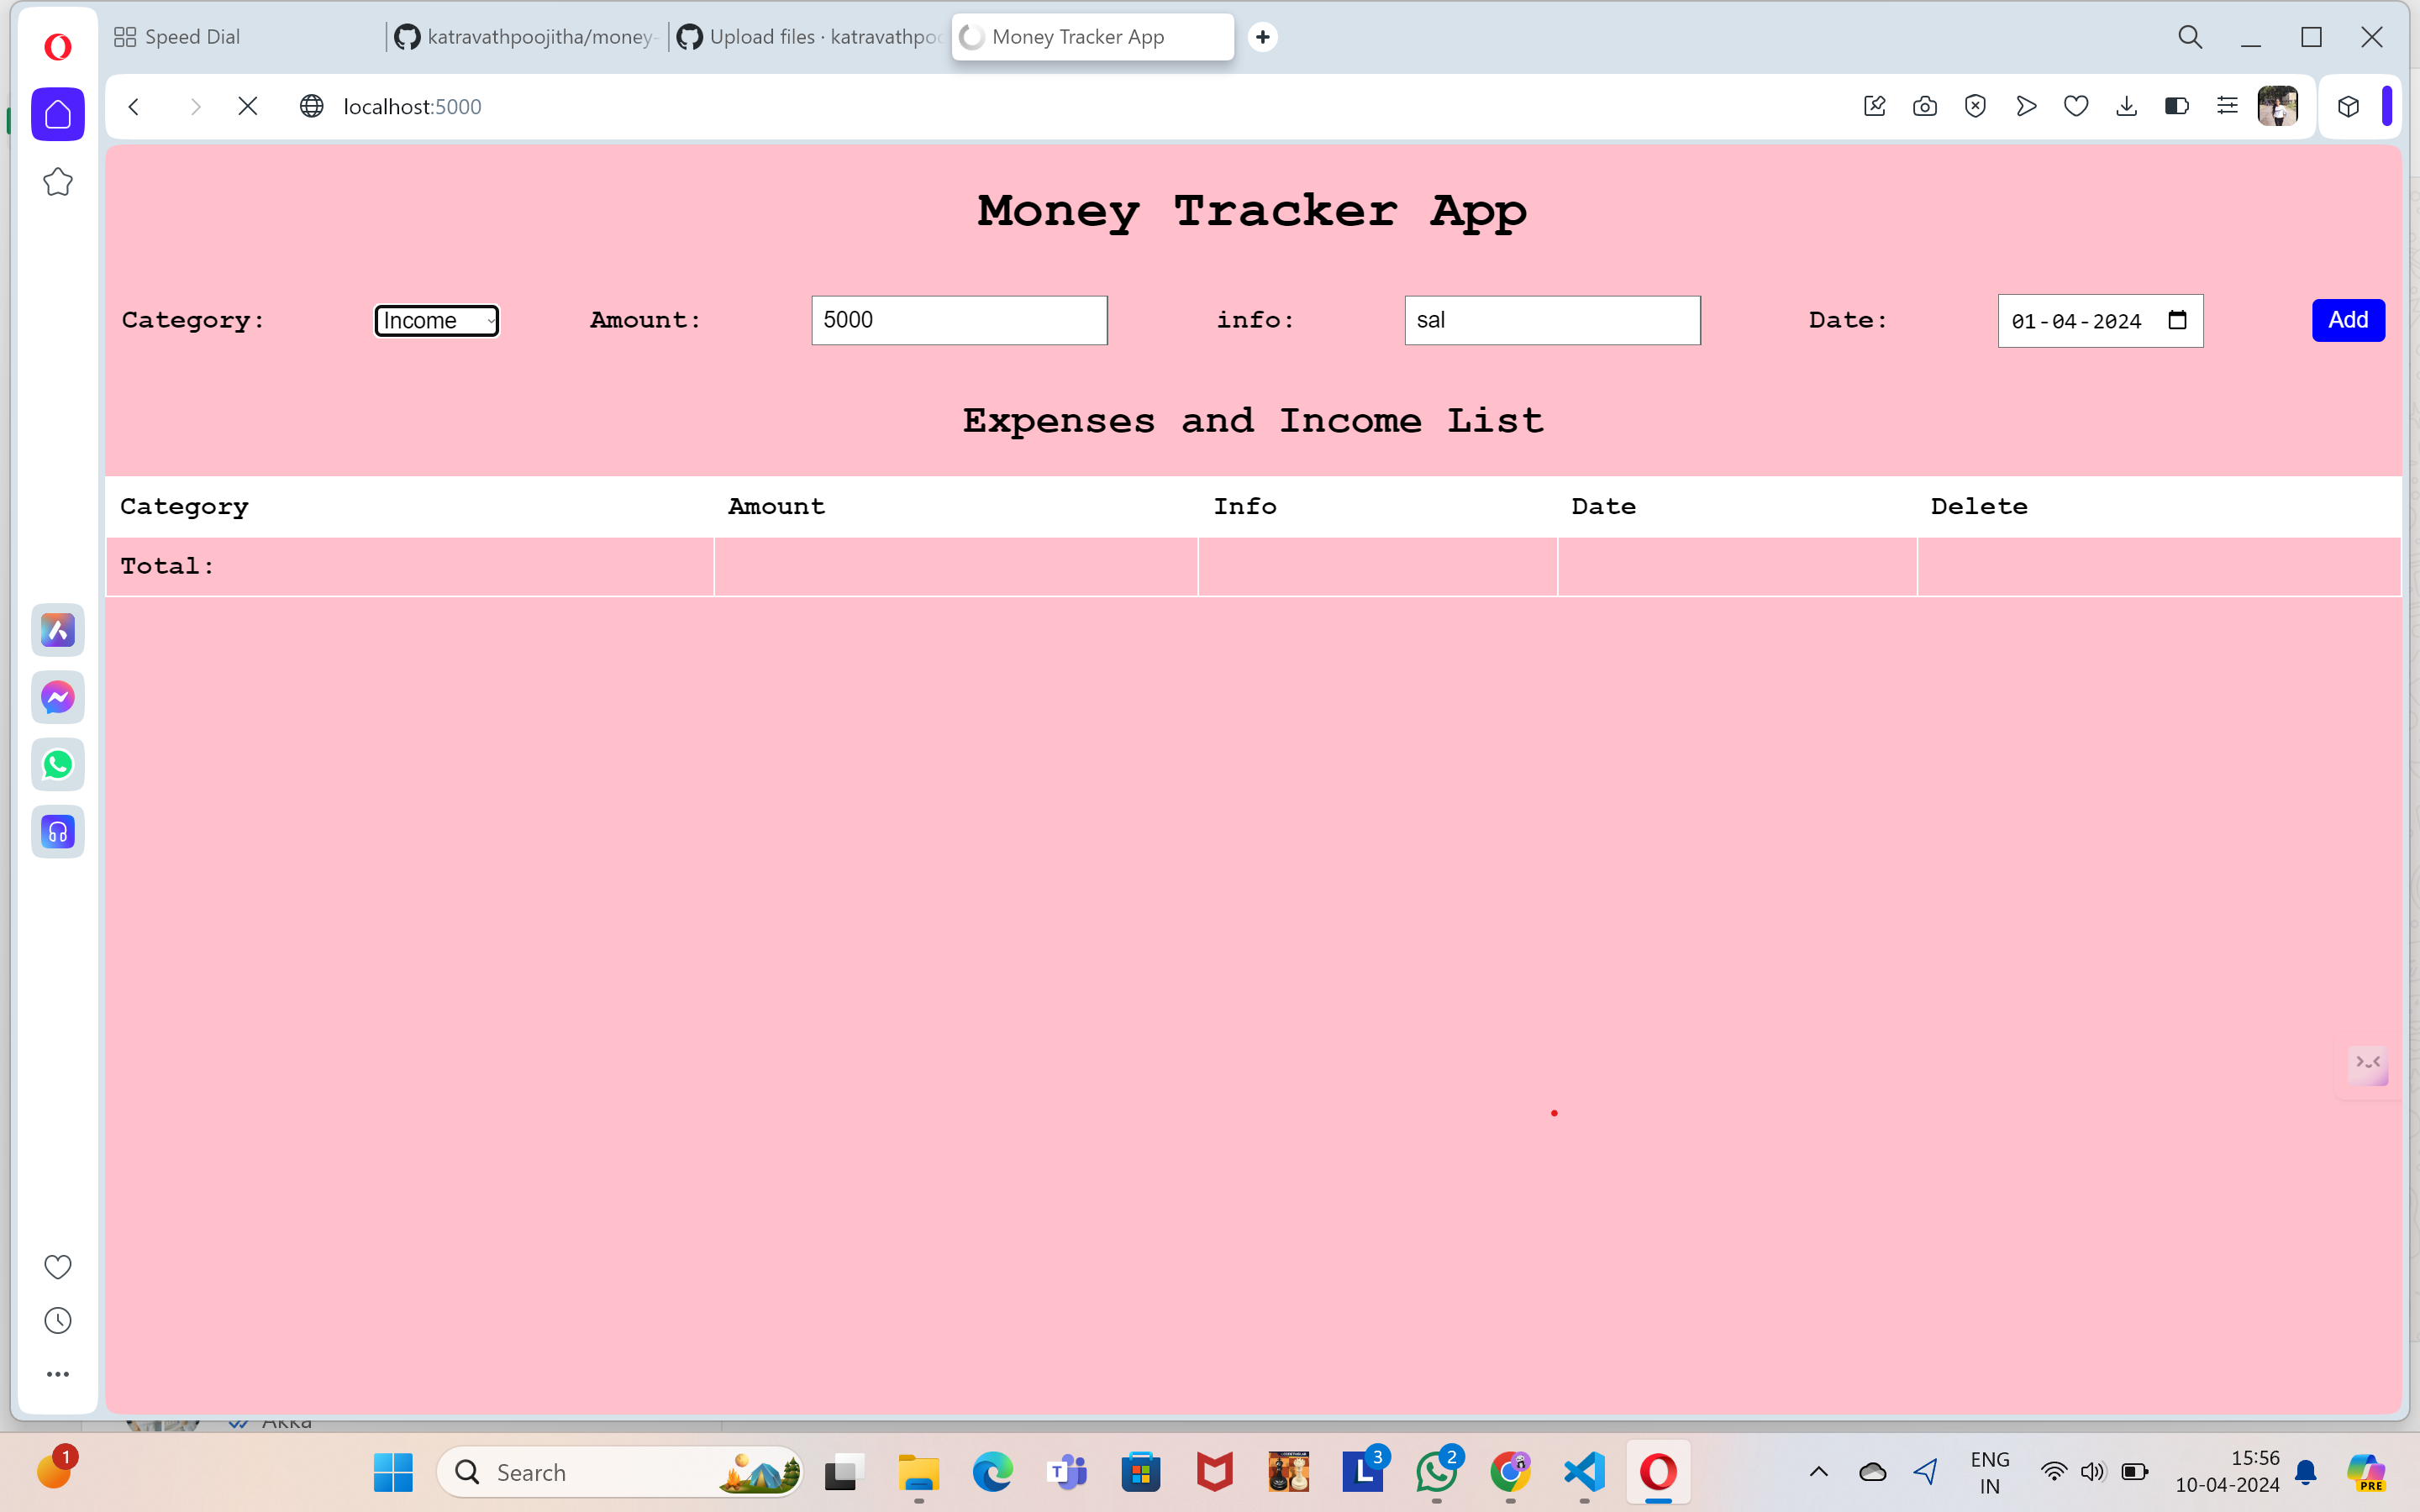 Speed Dial
katravathpoojitha/money-
Upload files · katravathpoo
Money Tracker App
localhost:5000
Money Tracker App
Category:
Income
Amount:
5000
info:
sal
Date:
01-04-2024
Add
Expenses and Income List
Category Amount Info Date Delete
Total:
Akka
1
Search
T
L
3
2
ENG
IN
15:56
10-04-2024
PRE